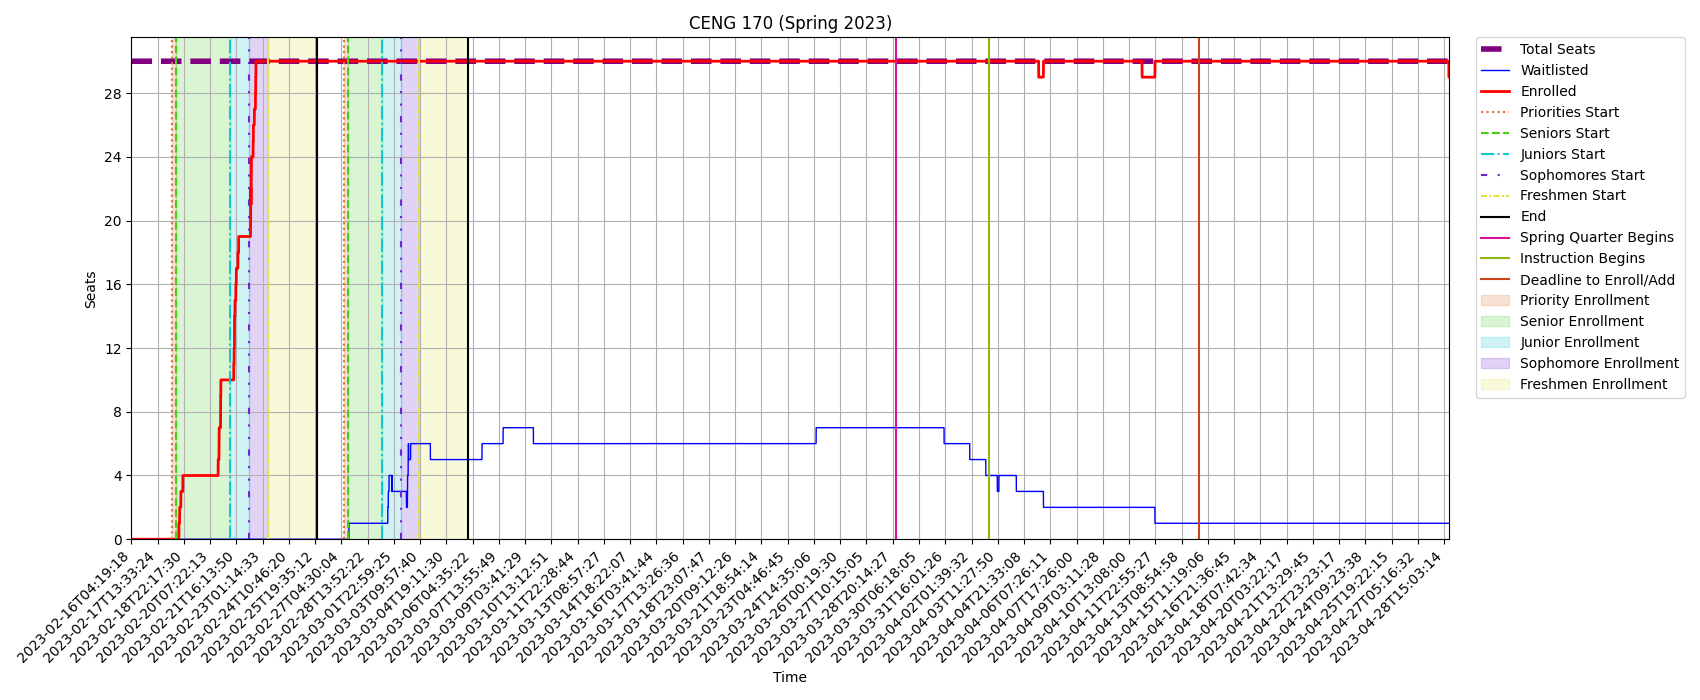 CENG 170 (Spring 2023)
Seats
28
24
20
16
12
8
4
0
2023-02-16T04:19:18
2023-02-17T13:33:24
2023-02-18T22:17:30
2023-02-20T07:22:13
2023-02-21T16:13:50
2023-02-23T01:14:33
2023-02-24T10:46:20
2023-02-25T19:35:12
2023-02-27T04:30:04
2023-02-28T13:52:22
2023-03-01T22:59:25
2023-03-03T09:57:40
2023-03-04T19:11:30
2023-03-06T04:35:22
2023-03-07T13:55:49
2023-03-09T03:41:29
2023-03-10T13:12:51
2023-03-11T22:28:44
2023-03-13T08:57:27
2023-03-14T18:22:07
2023-03-16T03:41:44
2023-03-17T13:26:36
2023-03-18T23:07:47
2023-03-20T09:12:26
2023-03-21T18:54:14
2023-03-23T04:46:45
2023-03-24T14:35:06
2023-03-26T00:19:30
2023-03-27T10:15:05
2023-03-28T20:14:27
2023-03-30T06:18:05
2023-03-31T16:01:26
2023-04-02T01:39:32
2023-04-03T11:27:50
2023-04-04T21:33:08
2023-04-06T07:26:11
2023-04-07T17:26:00
2023-04-09T03:11:28
2023-04-10T13:08:00
2023-04-11T22:55:27
2023-04-13T08:54:58
2023-04-15T11:19:06
2023-04-16T21:36:45
2023-04-18T07:42:34
2023-04-20T03:22:17
2023-04-21T13:29:45
2023-04-22T23:23:17
2023-04-24T09:23:38
2023-04-25T19:22:15
2023-04-27T05:16:32
2023-04-28T15:03:14
Time
Total Seats
Waitlisted
Enrolled
Priorities Start
Seniors Start
Juniors Start
Sophomores Start
Freshmen Start
End
Spring Quarter Begins
Instruction Begins
Deadline to Enroll/Add
Priority Enrollment
Senior Enrollment
Junior Enrollment
Sophomore Enrollment
Freshmen Enrollment